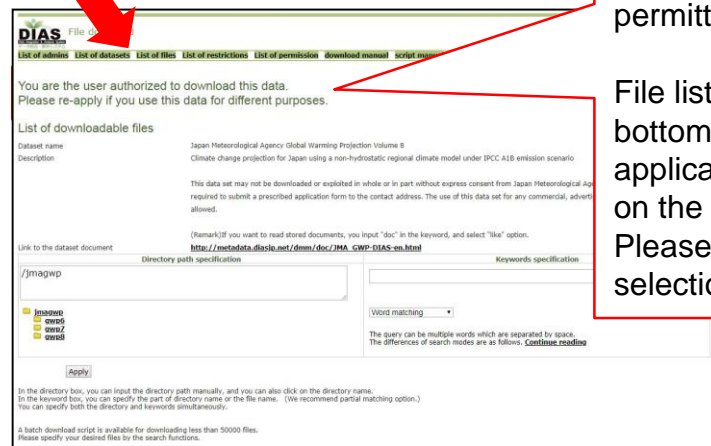 permitt
DIAS File d
List of admins List of datasets List of files List of restrictions List of permission download manual script manu
You are the user authorized to download this data.
Please re-apply if you use this data for different purposes.
List of downloadable files
Dataset name Japan Meteorological Agency Global Warming Projection Volume 8
Description Climate change projection for Japan using a non-hydrostatic regional climate model under IPCC A1B emission scenario
This data set may not be downloaded or exploited in whole or in part without express consent from Japan Meteorological Age
required to submit a prescribed application form to the contact address. The use of this data set for any commercial, adverti
allowed.
(Remark)If you want to read stored documents, you input "doc" in the keyword, and select "like" option.
Link to the dataset document http://metadata.diasjp.net/dmm/doc/JMA_GWP-DIAS-en.html
Directory path specification Keywords specification
/jmagwp
jmagwp
gwp6
gwp7
gwp8
Word matching
The query can be multiple words which are separated by space.
The differences of search modes are as follows. Continue reading
Apply
In the directory box, you can input the directory path manually, and you can also click on the directory name.
In the keyword box, you can specify the part of directory name or the file name. (We recommend partial matching option.)
You can specify both the directory and keywords simultaneously.
A batch download script is available for downloading less than 50000 files.
Please specify your desired files by the search functions.
File list
bottom
applica
on the
Please
selectio